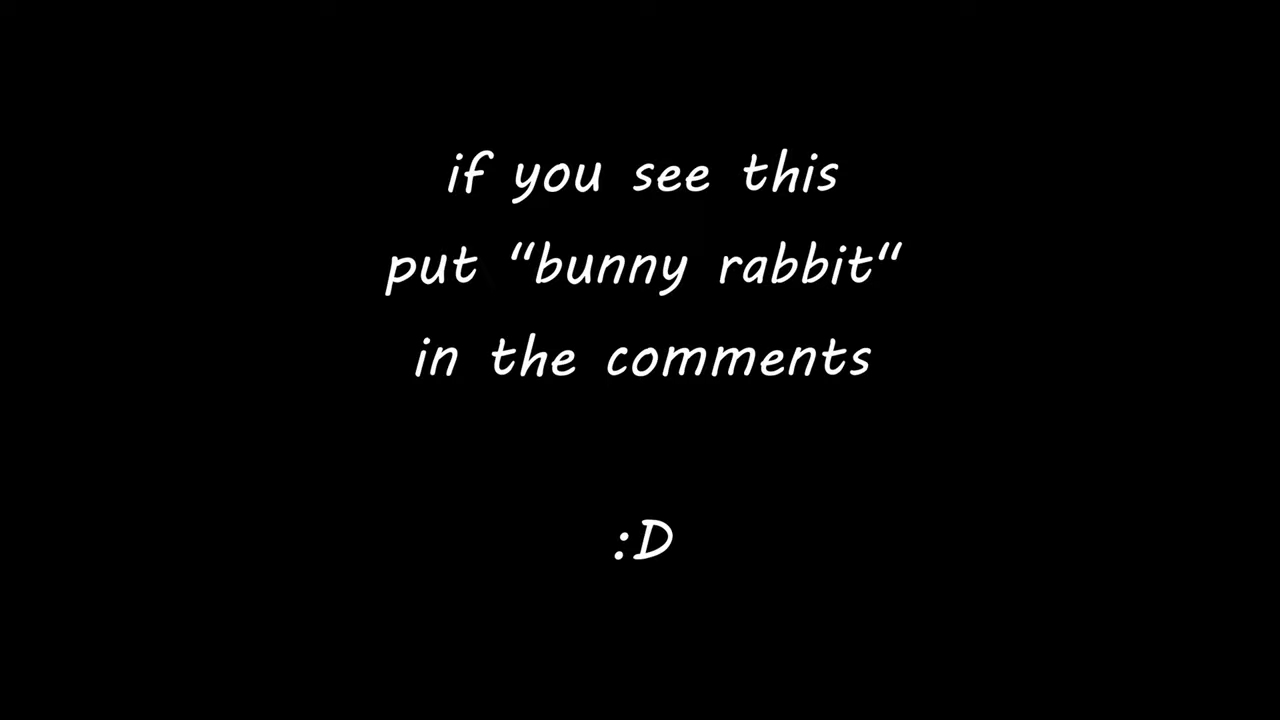 if you see this
put “bunny rabbit“
in the comments
:D